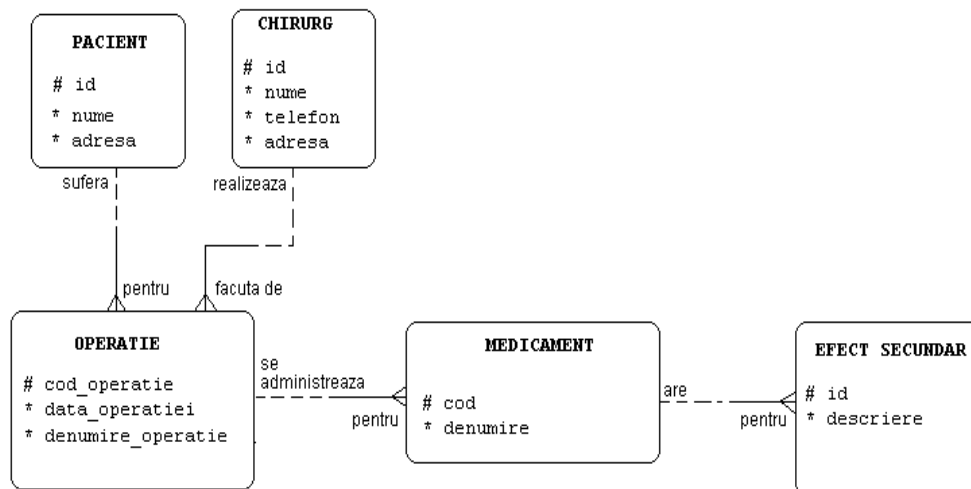 PACIENT
# id
* nume
* adresa
CHIRURG
# id
* nume
* telefon
* adresa
sufera
realizeaza
pentru
facuta de
OPERATIE
# cod_operatie
* data_operatiei
* denumire_operatie
se
administreaza
pentru
MEDICAMENT
# cod
* denumire
are
pentru
EFECT SECUNDAR
# id
* descriere